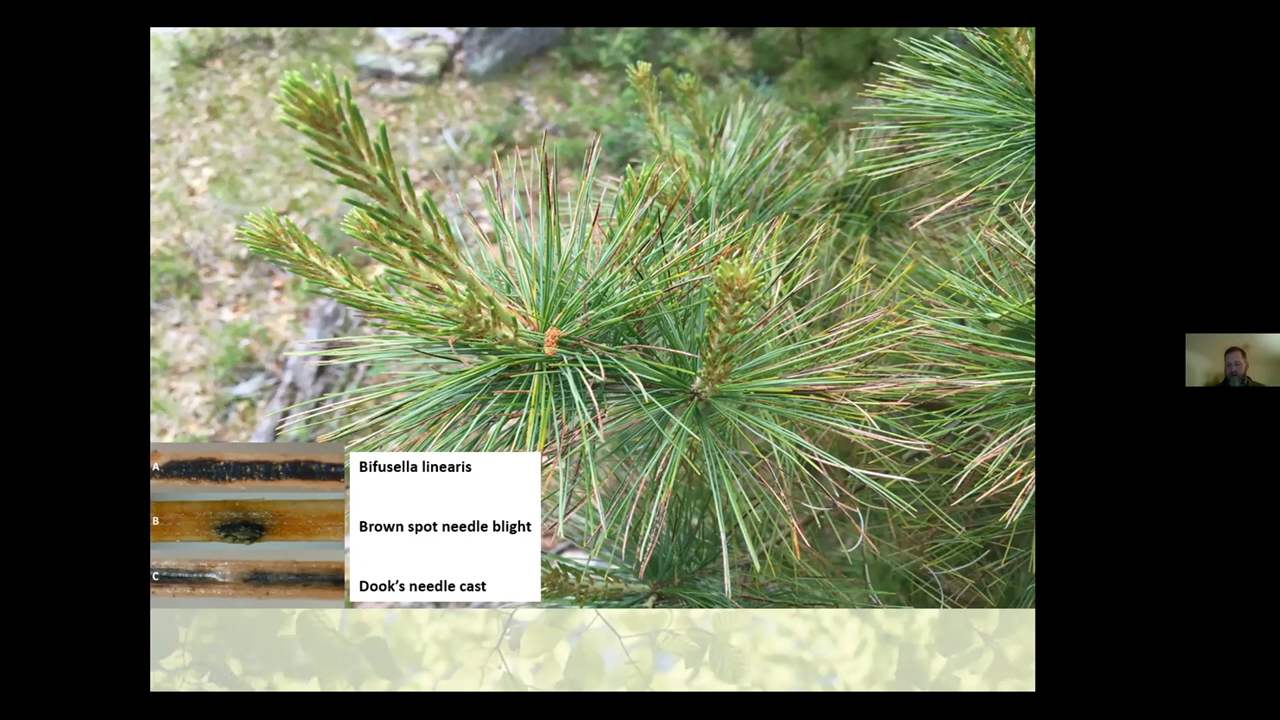 A
Bifusella linearis
B
Brown spot needle blight
C
Dook's needle cast